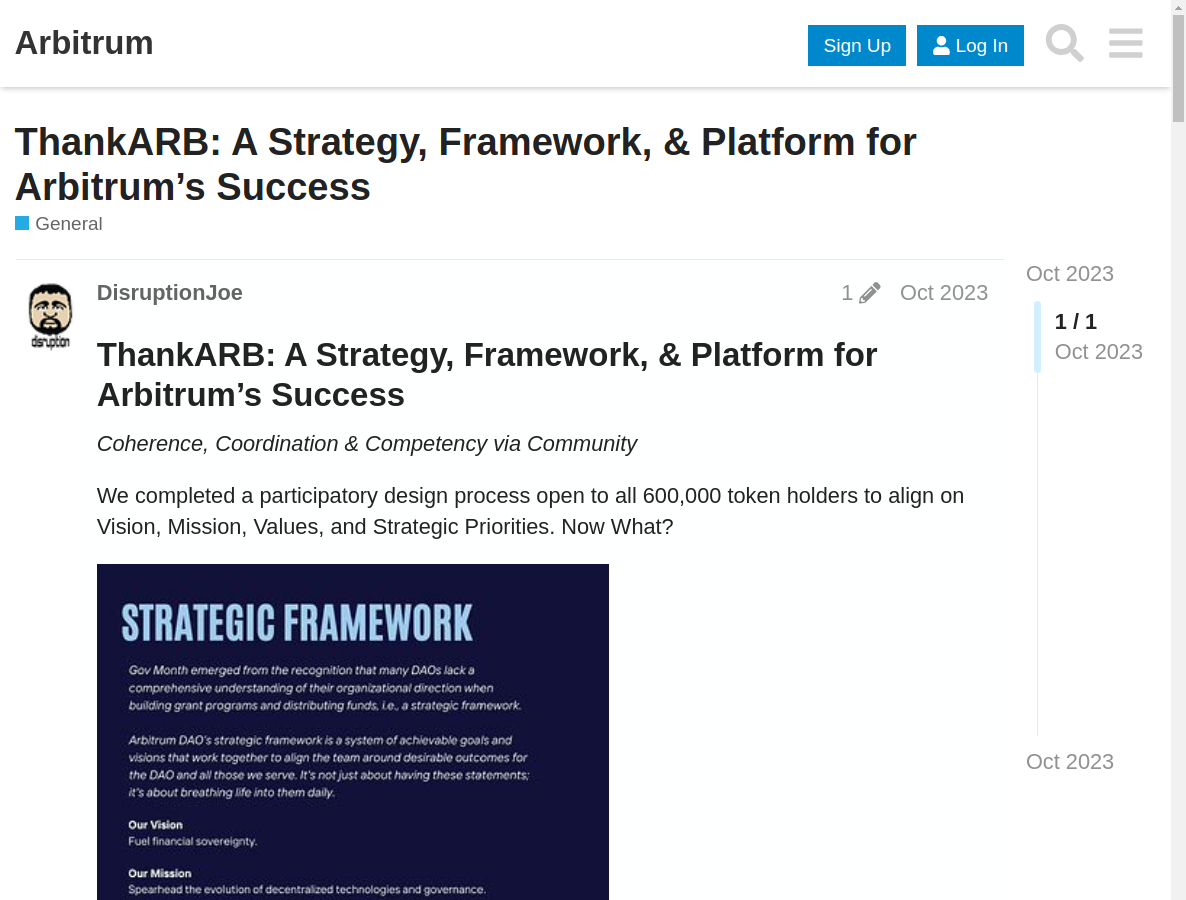 Arbitrum
Sign Up
Log In
ThankARB: A Strategy, Framework, & Platform for
Arbitrum’s Success
General
DisruptionJoe
1
Oct 2023
disruption
ThankARB: A Strategy, Framework, & Platform for
Arbitrum’s Success
Coherence, Coordination & Competency via Community
We completed a participatory design process open to all 600,000 token holders to align on
Vision, Mission, Values, and Strategic Priorities. Now What?
STRATEGIC FRAMEWORK
Gov Month emerged from the recognition that many DAOs lack a
comprehensive understanding of their organizational direction when
building grant programs and distributing funds, i.e., a strategic framework.
Arbitrum DAO's strategic framework is a system of achievable goals and
visions that work together to align the team around desirable outcomes for
the DAO and all those we serve. It's not just about having these statements;
it's about breathing life into them daily.
Our Vision
Fuel financial sovereignty.
Our Mission
Spearhead the evolution of decentralized technologies and governance.
Oct 2023
1 / 1
Oct 2023
Oct 2023